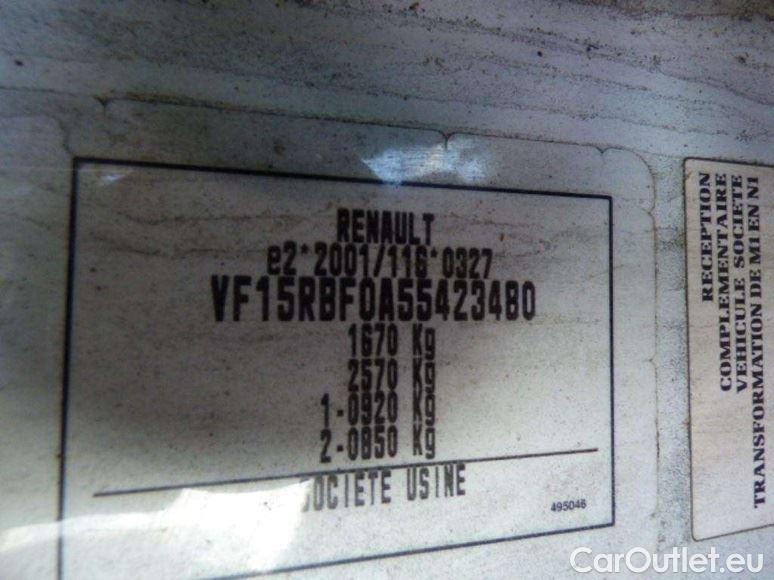 RENAULT
e2*2001/116*0327
VF15RBF0A55423480
1670 Kg
2570 Kg
1-0920 Kg
2-0850 Kg
SOCIETE USINE
495046
RECEPTION
COMPLEMENTAIRE
VEHICULE SOCIETE
TRANSFORMATION DE M1 EN N1
CarOutlet.eu